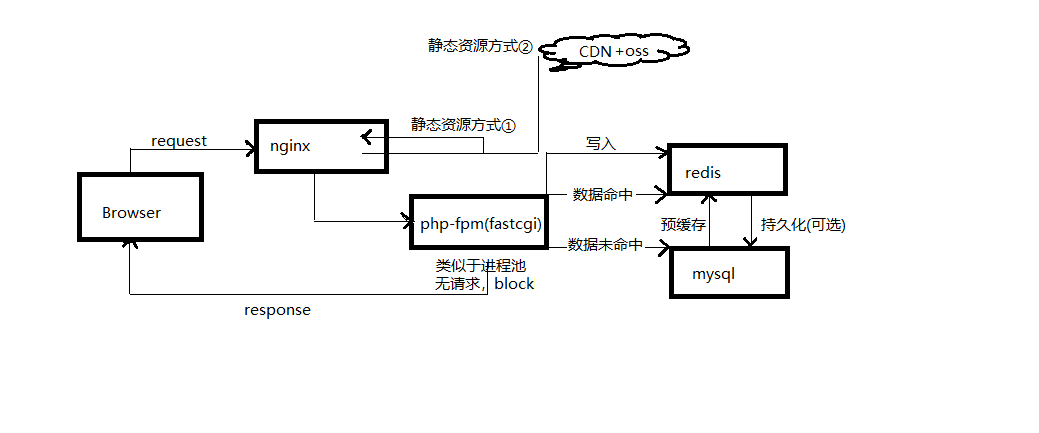 静态资源方式②
CDN +oss
静态资源方式①
request
nginx
写入
redis
Browser
数据命中
php-fpm(fastcgi)
预缓存
持久化(可选)
数据未命中
类似于进程池
无请求，block
mysql
response